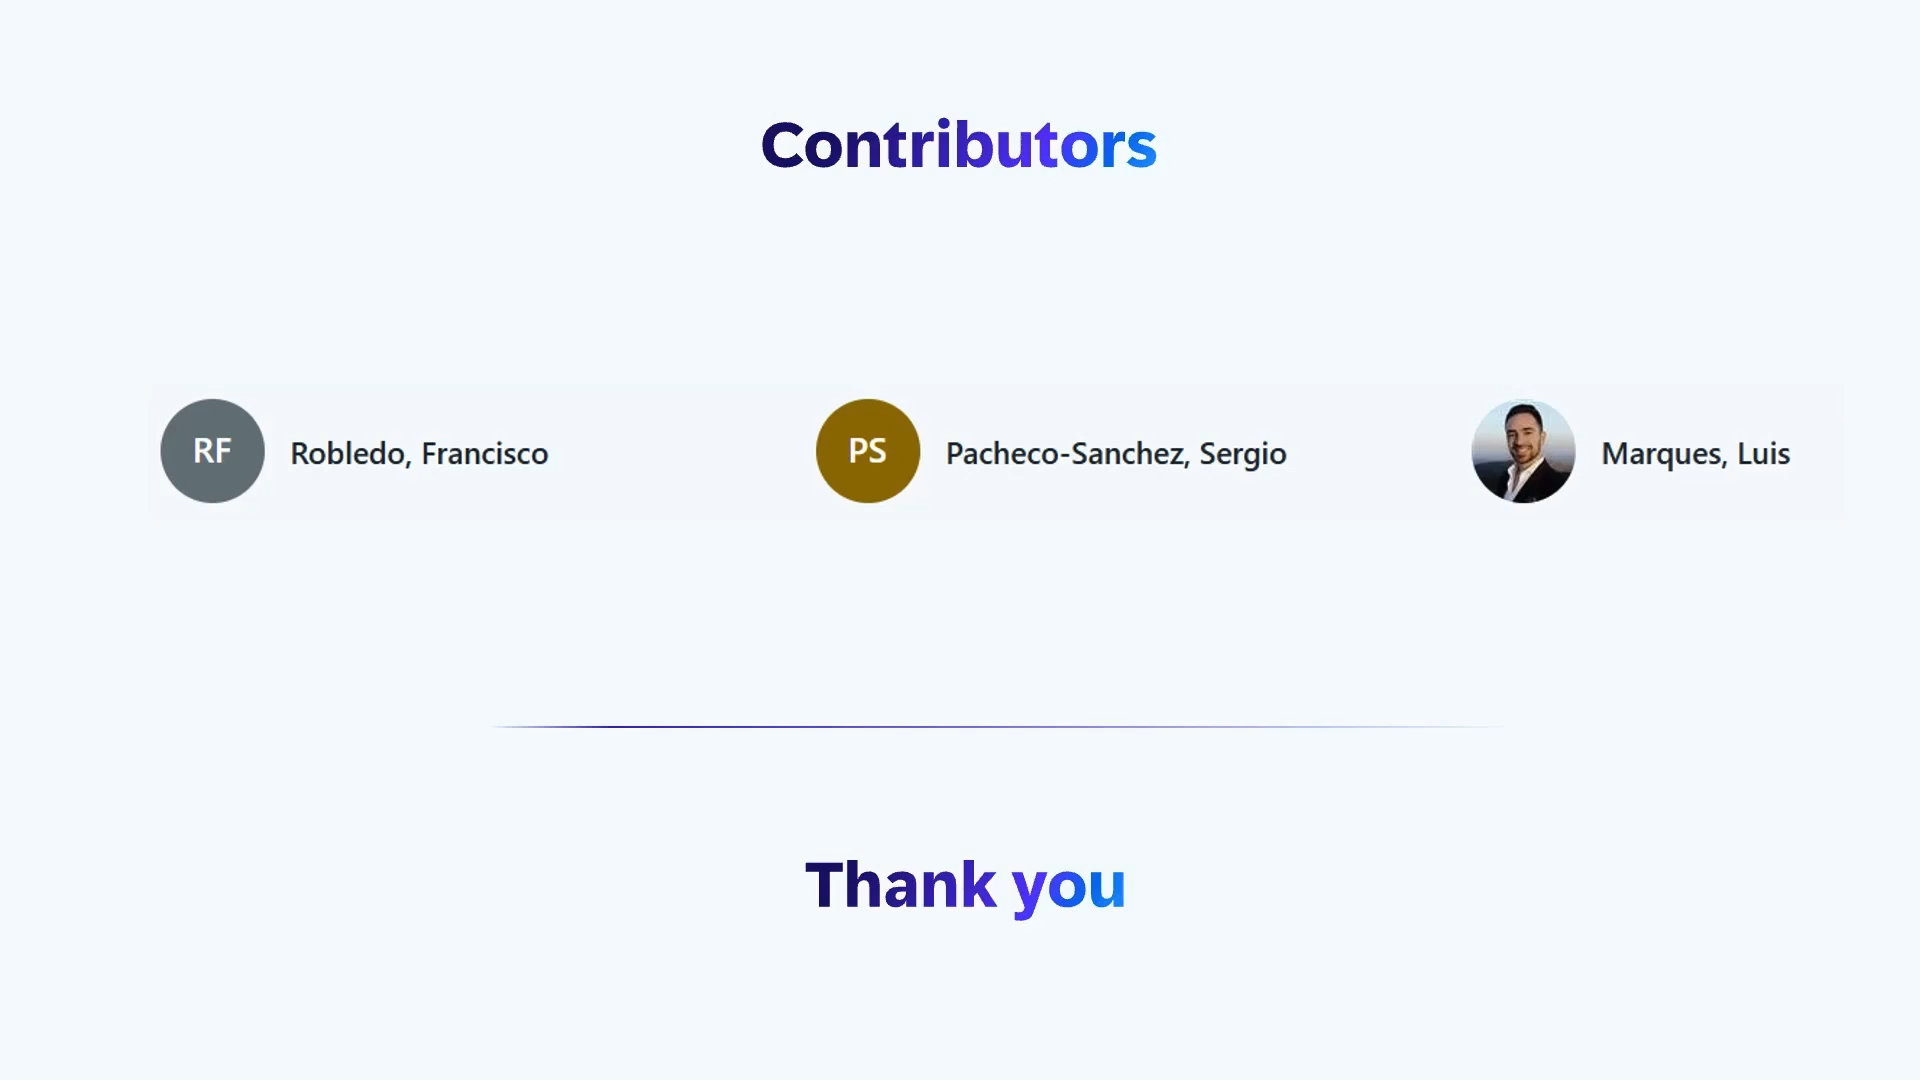 Contributors
RF Robledo, Francisco PS Pacheco-Sanchez, Sergio Marques, Luis
Thank you